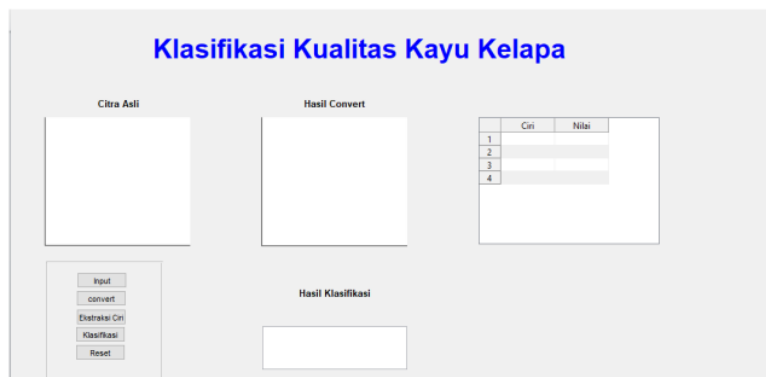 Klasifikasi Kualitas Kayu Kelapa
Citra Asli
Hasil Convert
Ciri Nilai
1
2
3
4
Input
convert
Ekstraksi Ciri
Klasifikasi
Reset
Hasil Klasifikasi